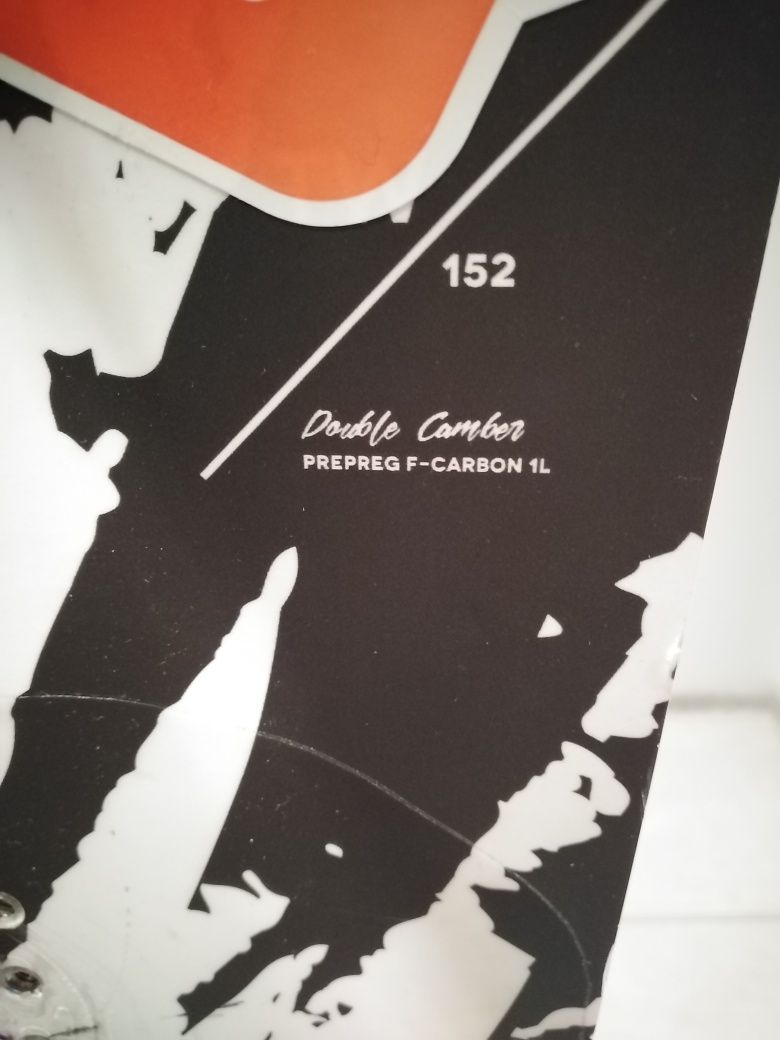 152
Double Camber
PREPREG F-CARBON 1L